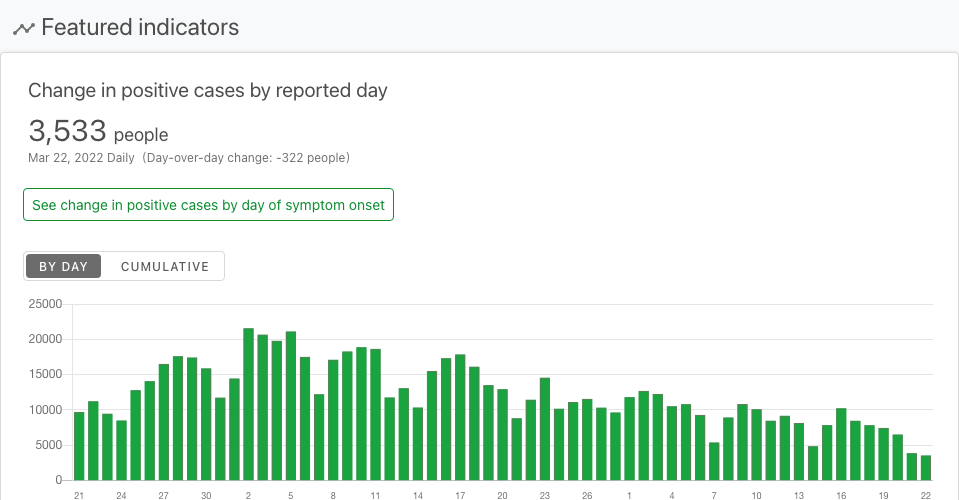 Featured indicators
Change in positive cases by reported day
3,533 people
Mar 22, 2022 Daily (Day-over-day change: -322 people)
See change in positive cases by day of symptom onset
BY DAY CUMULATIVE
25000
20000
15000
10000
5000
0
21 24 27 30 2 5 8 11 14 17 20 23 26 1 4 7 10 13 16 19 22